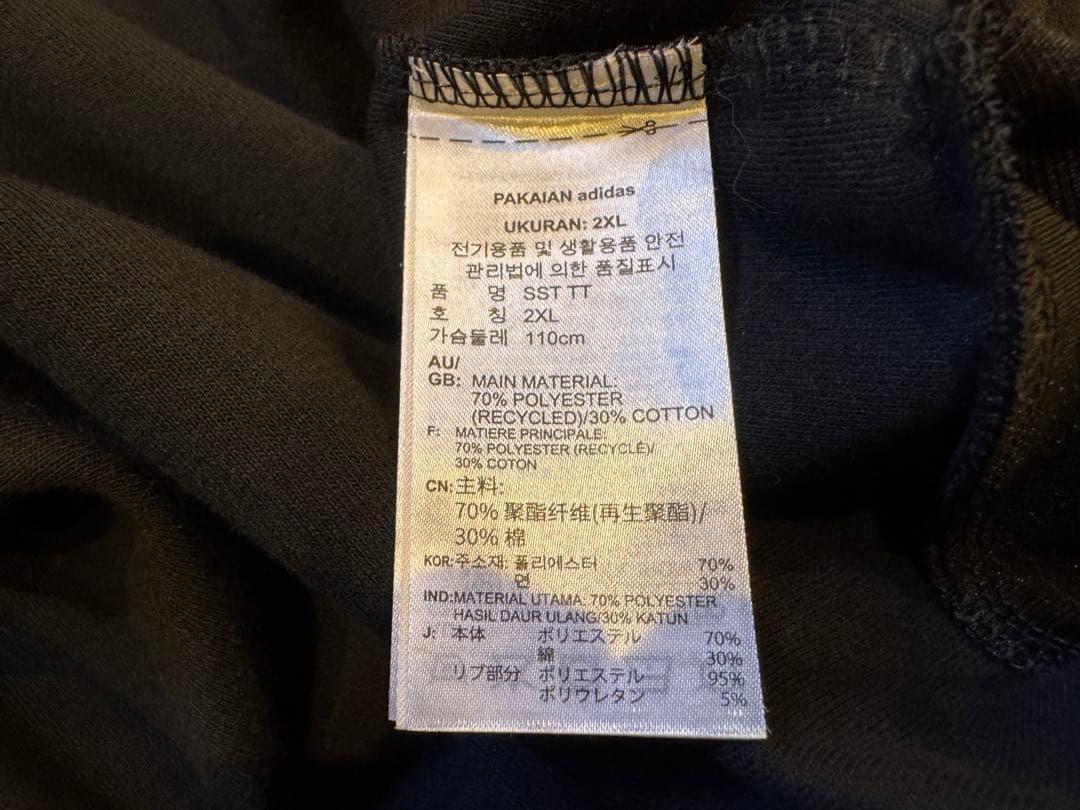 PAKAIAN adidas
UKURAN: 2XL
전기용품 및 생활용품 안전
관리법에 의한 품질표시
품 명 SST TT
호 칭 2XL
가슴둘레 110cm
AU/
GB: MAIN MATERIAL:
70% POLYESTER
(RECYCLED)/30% COTTON
F: MATIERE PRINCIPALE:
70% POLYESTER (RECYCLÉ)/
30% COTON
CN: 主料:
70% 聚酯纤维(再生聚酯)/
30% 棉
KOR: 주소재: 폴리에스터 70%
면 30%
IND: MATERIAL UTAMA: 70% POLYESTER
HASIL DAUR ULANG/30% KATUN
J: 本体 ポリエステル 70%
綿 30%
リブ部分 ポリエステル 95%
ポリウレタン 5%